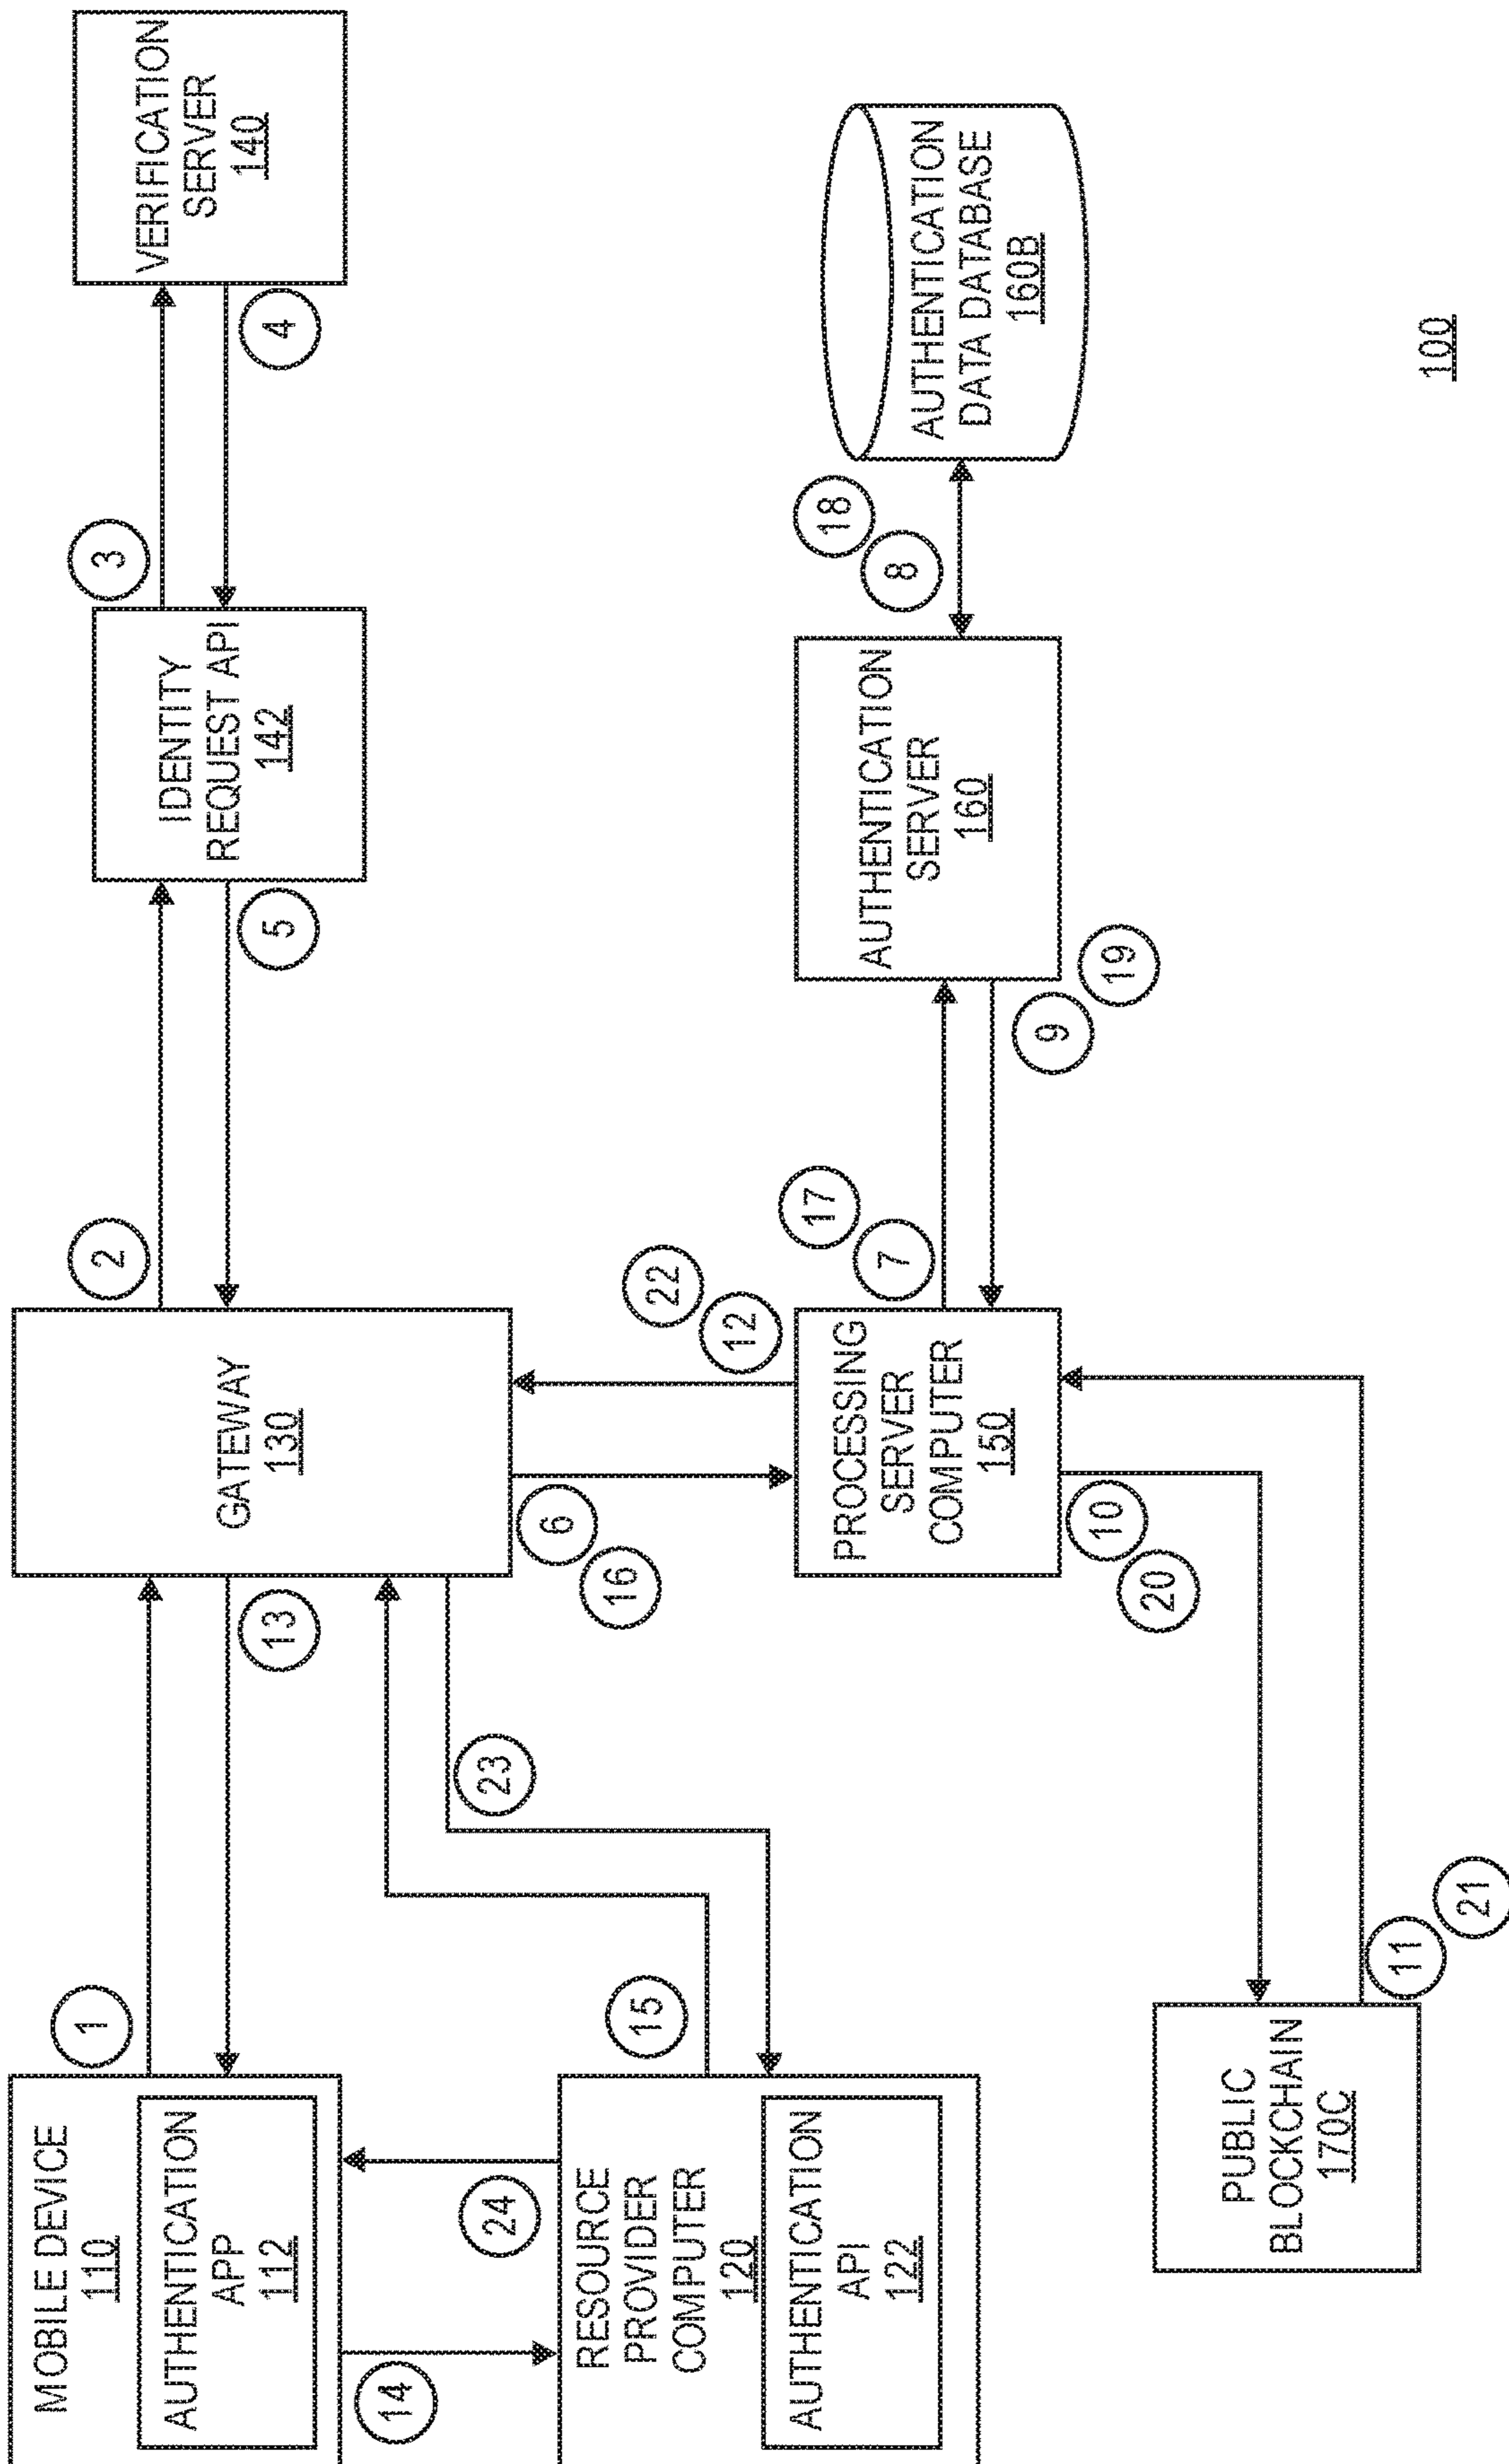 MOBILE DEVICE
110
AUTHENTICATION
APP
112
1
13
14
24
RESOURCE
PROVIDER
COMPUTER
120
AUTHENTICATION
API
122
15
23
GATEWAY
130
2
5
IDENTITY
REQUEST API
142
3
4
VERIFICATION
SERVER
140
6
16
22
12
PROCESSING
SERVER
COMPUTER
150
17
7
9
19
AUTHENTICATION
SERVER
160
18
8
AUTHENTICATION
DATA DATABASE
160B
10
20
PUBLIC
BLOCKCHAIN
170C
11
21
100